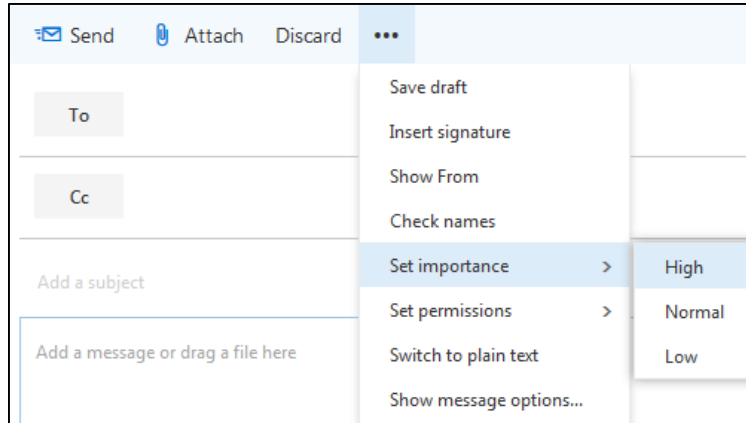 Send Attach Discard •••
To
Cc
Add a subject
Add a message or drag a file here
Save draft
Insert signature
Show From
Check names
Set importance >
Set permissions >
Switch to plain text
Show message options...
High
Normal
Low